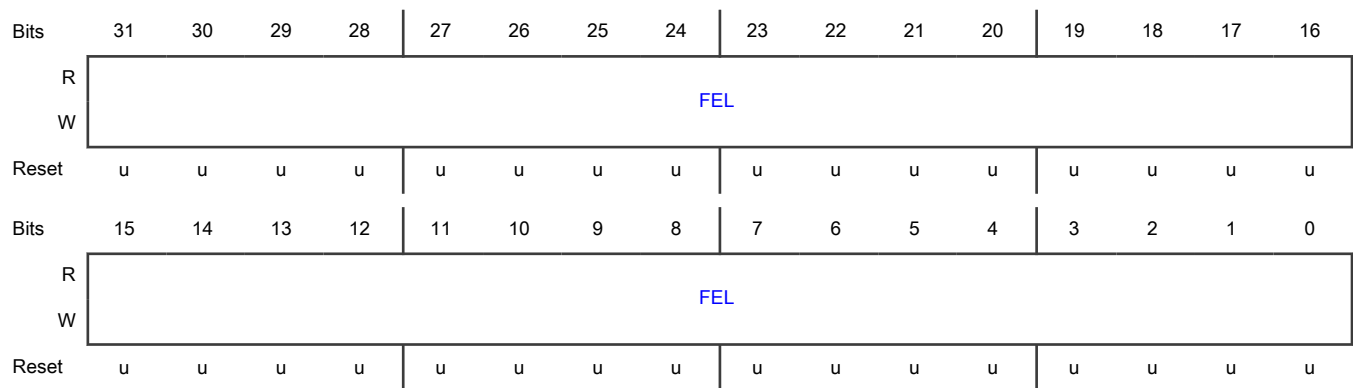 Bits 31 30 29 28 27 26 25 24 23 22 21 20 19 18 17 16
R
FEL
W
Reset u u u u u u u u u u u u u u u u
Bits 15 14 13 12 11 10 9 8 7 6 5 4 3 2 1 0
R
FEL
W
Reset u u u u u u u u u u u u u u u u